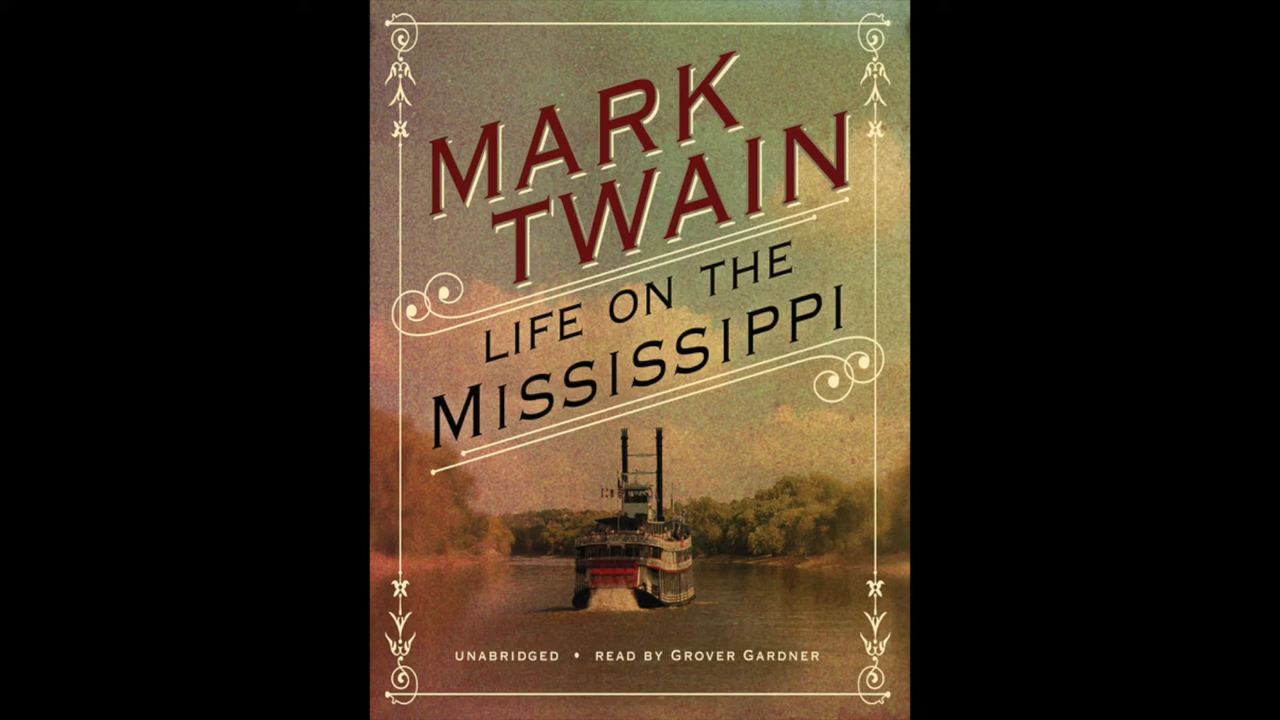 MARK
TWAIN
LIFE ON THE
MISSISSIPPI
UNABRIDGED • READ BY GROVER GARDNER